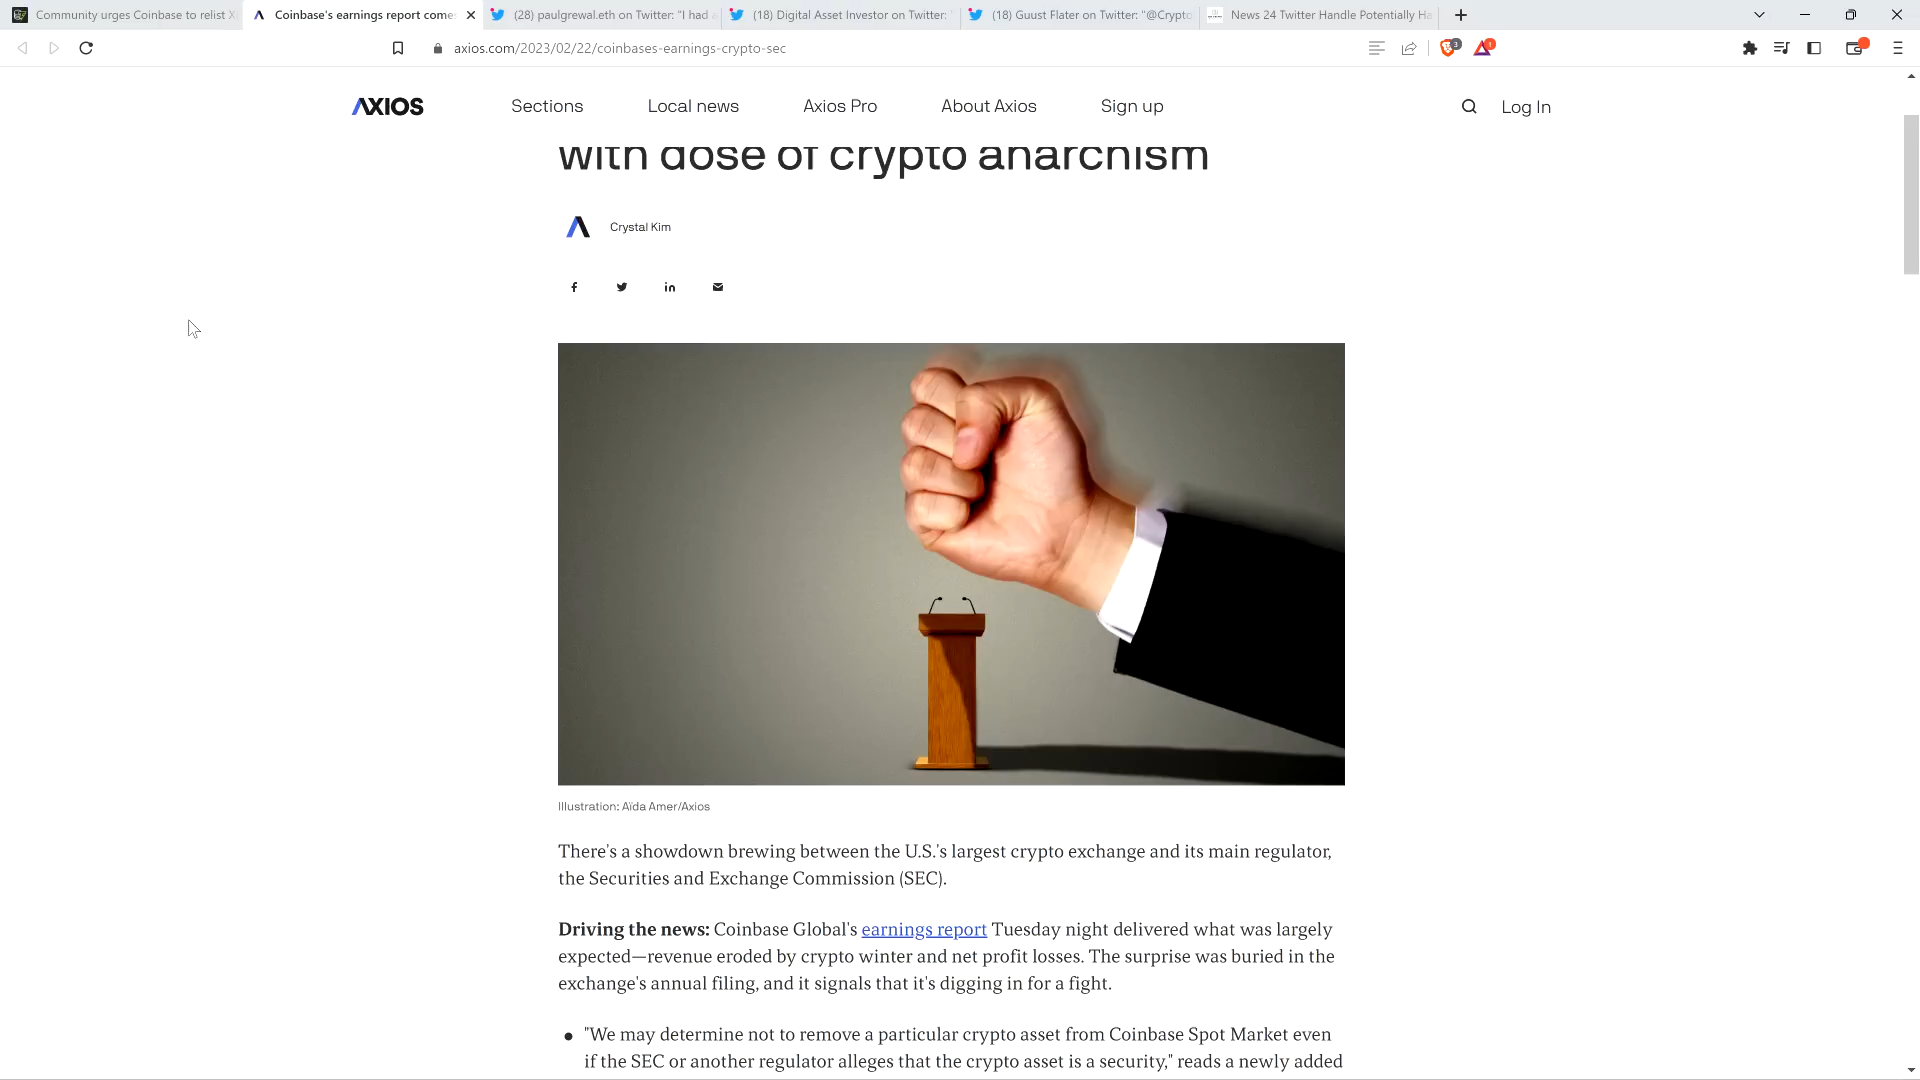 Community urges Coinbase to relist X
Coinbase's earnings report come
(28) paulgrewal.eth on Twitter: "I had
(18) Digital Asset Investor on Twitter:
(18) Guust Flater on Twitter: "@Crypto
News 24 Twitter Handle Potentially Ha
axios.com/2023/02/22/coinbases-earnings-crypto-sec
3
1
AXIOS
Sections
Local news
Axios Pro
About Axios
Sign up
Log In
with dose of crypto anarchism
Crystal Kim
Illustration: Aïda Amer/Axios
There's a showdown brewing between the U.S.'s largest crypto exchange and its main regulator,
the Securities and Exchange Commission (SEC).
Driving the news: Coinbase Global's earnings report Tuesday night delivered what was largely
expected—revenue eroded by crypto winter and net profit losses. The surprise was buried in the
exchange's annual filing, and it signals that it's digging in for a fight.
● "We may determine not to remove a particular crypto asset from Coinbase Spot Market even
if the SEC or another regulator alleges that the crypto asset is a security," reads a newly added